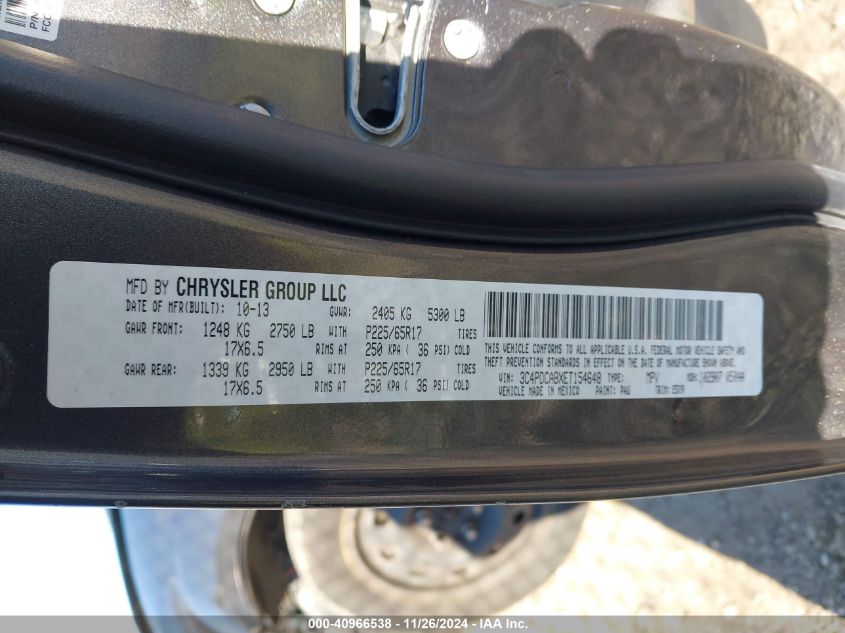 P/N
FCC
MFD BY CHRYSLER GROUP LLC
DATE OF MFR(BUILT): 10-13 GVWR: 2405 KG 5300 LB
GAWR FRONT: 1248 KG 2750 LB WITH P225/65R17 TIRES
17X6.5 RIMS AT 250 KPA ( 36 PSI) COLD
GAWR REAR: 1339 KG 2950 LB WITH P225/65R17 TIRES
17X6.5 RIMS AT 250 KPA ( 36 PSI) COLD
THIS VEHICLE CONFORMS TO ALL APPLICABLE U.S.A. FEDERAL MOTOR VEHICLE SAFETY AND
THEFT PREVENTION STANDARDS IN EFFECT ON THE DATE OF MANUFACTURE SHOWN ABOVE.
VIN: 3C4PDCABXET154648 TYPE: MPV MDH:
VEHICLE MADE IN MEXICO PAINT: PAU TRIM:
000-40966538 - 11/26/2024 - IAA Inc.